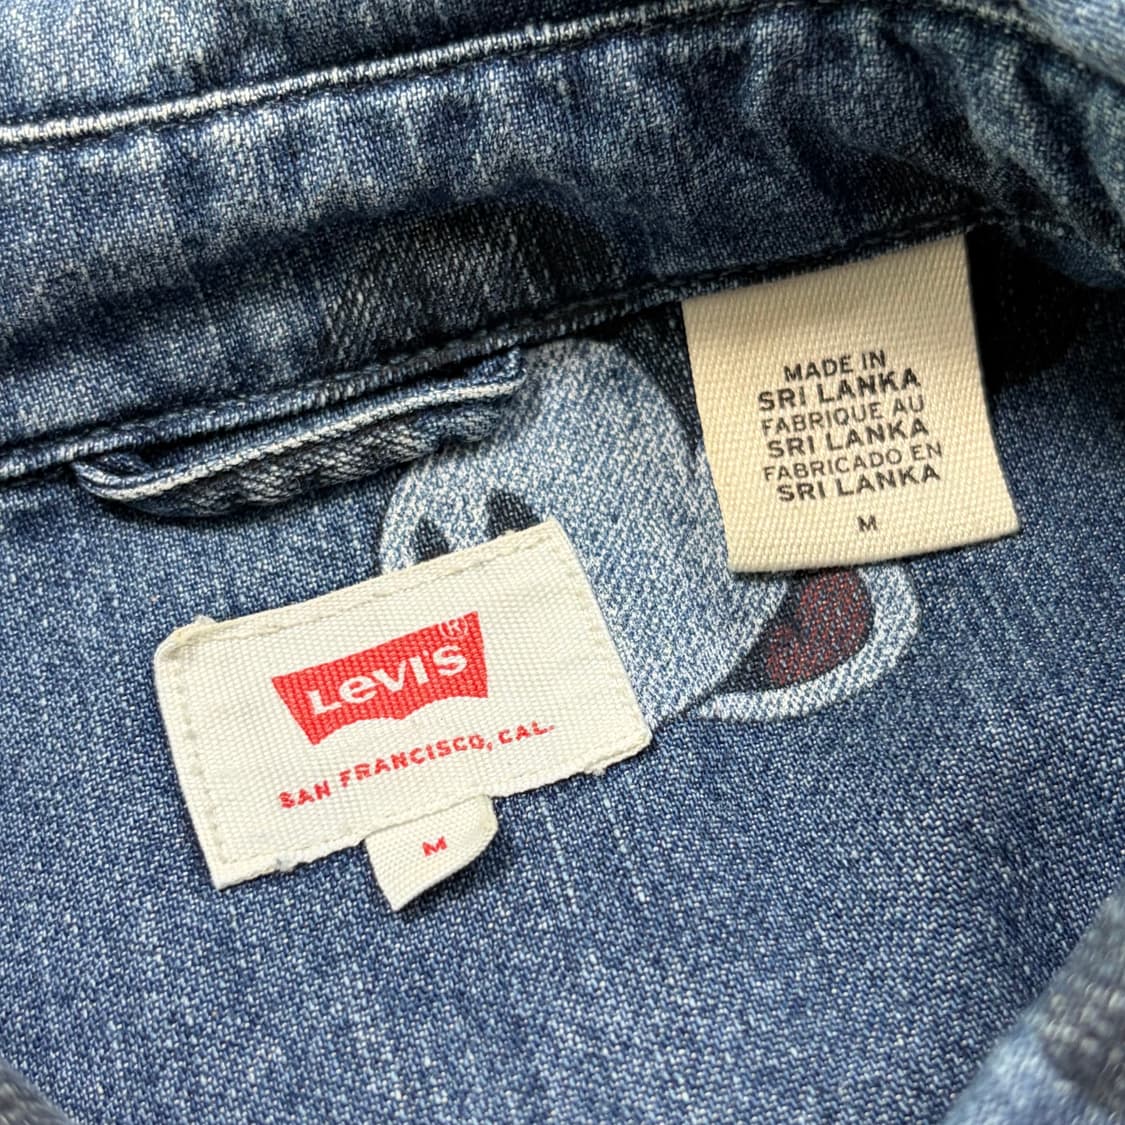 MADE IN
SRI LANKA
FABRIQUE AU
SRI LANKA
FABRICADO EN
SRI LANKA
M
LEVI'S®
SAN FRANCISCO, CAL.
M